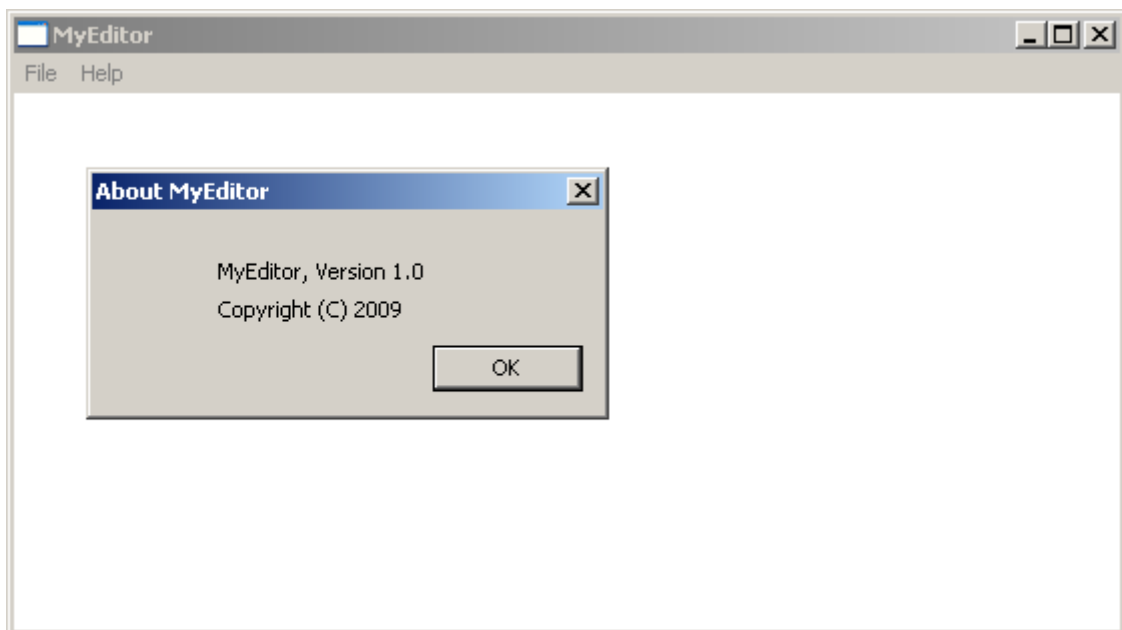 MyEditor
File Help
About MyEditor
MyEditor, Version 1.0
Copyright (C) 2009
OK